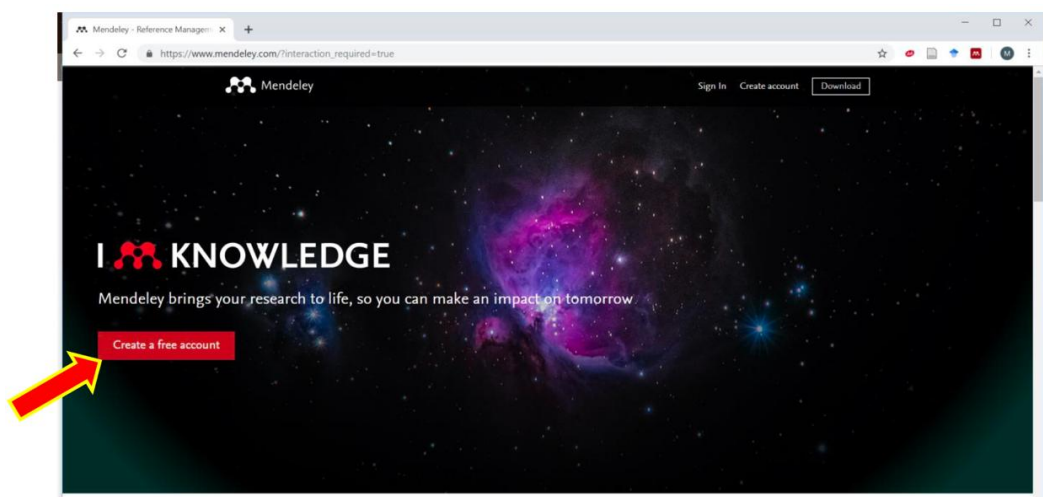 Mendeley - Reference Managem
https://www.mendeley.com/?interaction_required=true
M
Mendeley
Sign In Create account Download
I KNOWLEDGE
Mendeley brings your research to life, so you can make an impact on tomorrow
Create a free account